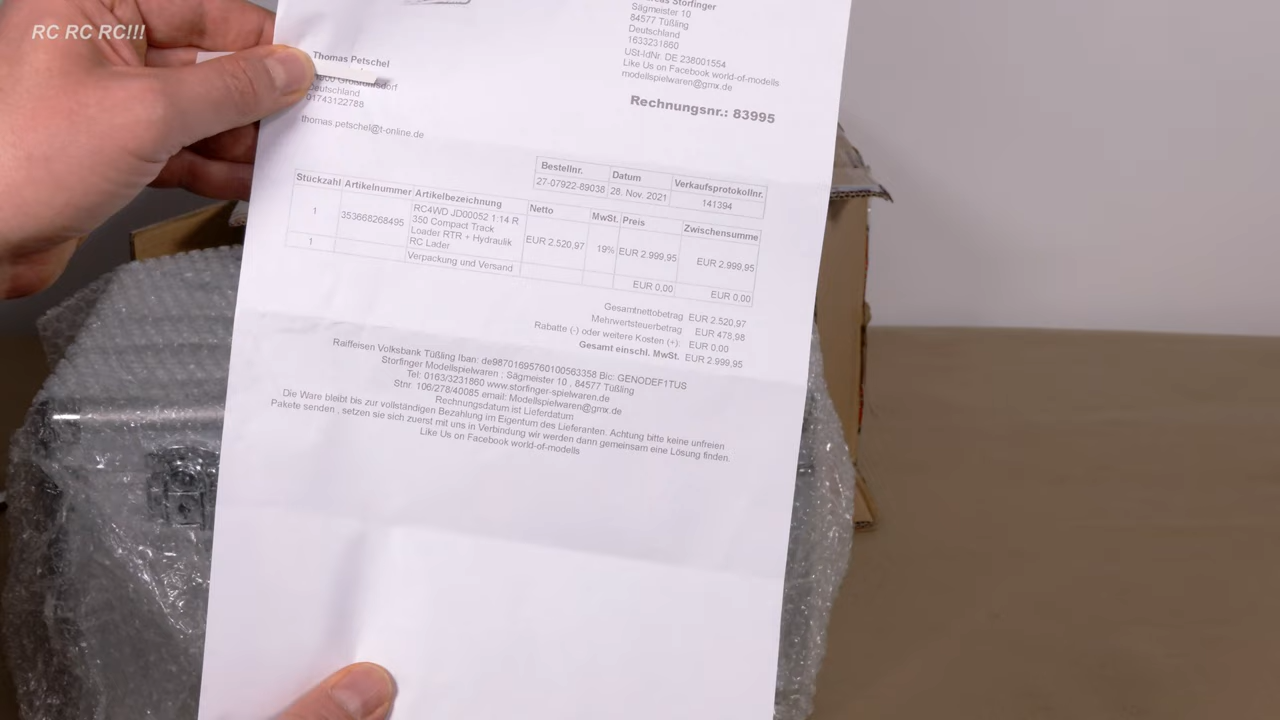 RC RC RC!!!
Storfinger
Sägmeister 10
84577 Tüßling
Deutschland
1633231860
USt-IdNr. DE 238001554
Like Us on Facebook world-of-modells
modellspielwaren@gmx.de
Thomas Petschel
Deutschland
01743122788
thomas.petschel@t-online.de
Rechnungsnr.: 83995
Bestellnr. Datum Verkaufsprotokollnr.
27-07922-89038 28. Nov. 2021 141394
Stückzahl Artikelnummer Artikelbezeichnung Netto MwSt. Preis Zwischensumme
1 353668268495 RC4WD JD00052 1:14 R
350 Compact Track
Loader RTR + Hydraulik
RC Lader EUR 2.520,97 19% EUR 2.999,95 EUR 2.999,95
1 Verpackung und Versand EUR 0,00 EUR 0,00
Gesamtnettobetrag EUR 2.520,97
Mehrwertsteuerbetrag EUR 478,98
Rabatte (-) oder weitere Kosten (+): EUR 0.00
Gesamt einschl. MwSt. EUR 2.999,95
Raiffeisen Volksbank Tüßling Iban: de98701695760100563358 Bic: GENODEF1TUS
Storfinger Modellspielwaren ; Sägmeister 10 , 84577 Tüßling
Tel: 0163/3231860 www.storfinger-spielwaren.de
Stnr. 106/278/40085 email: Modellspielwaren@gmx.de
Rechnungsdatum ist Lieferdatum
Die Ware bleibt bis zur vollständigen Bezahlung im Eigentum des Lieferanten. Achtung bitte keine unfreien
Pakete senden , setzen sie sich zuerst mit uns in Verbindung wir werden dann gemeinsam eine Lösung finden.
Like Us on Facebook world-of-modells